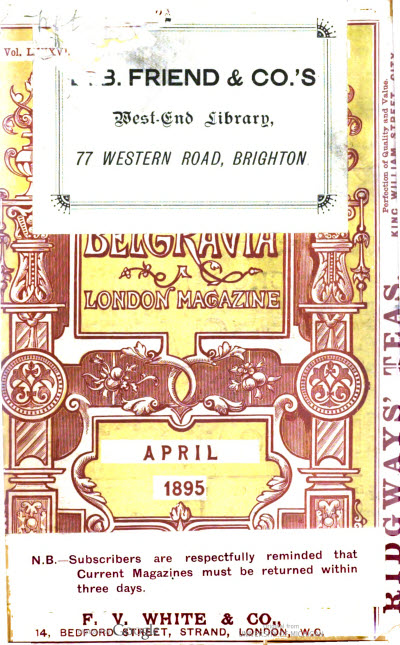 Vol. L
B. FRIEND & CO.'S
West-End Library,
77 WESTERN ROAD, BRIGHTON
BELGRAVIA
A
LONDON MAGAZINE
APRIL
1895
N.B.—Subscribers are respectfully reminded that
Current Magazines must be returned within
three days.
F. V. WHITE & CO.,
14, BEDFORD STREET, STRAND, LONDON, W.C.
Google
RIDGWAYS' TEAS.
Perfection of Quality and Value.
KING WILLIAM STREET, CITY